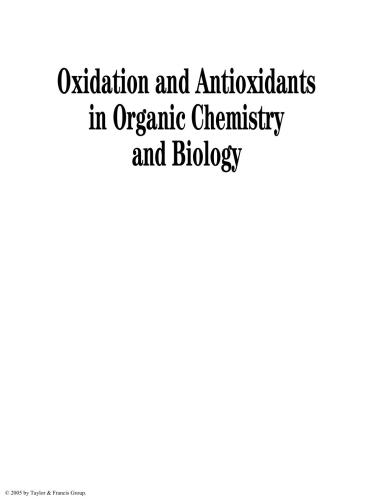 Oxidation and Antioxidants
in Organic Chemistry
and Biology
© 2005 by Taylor & Francis Group.